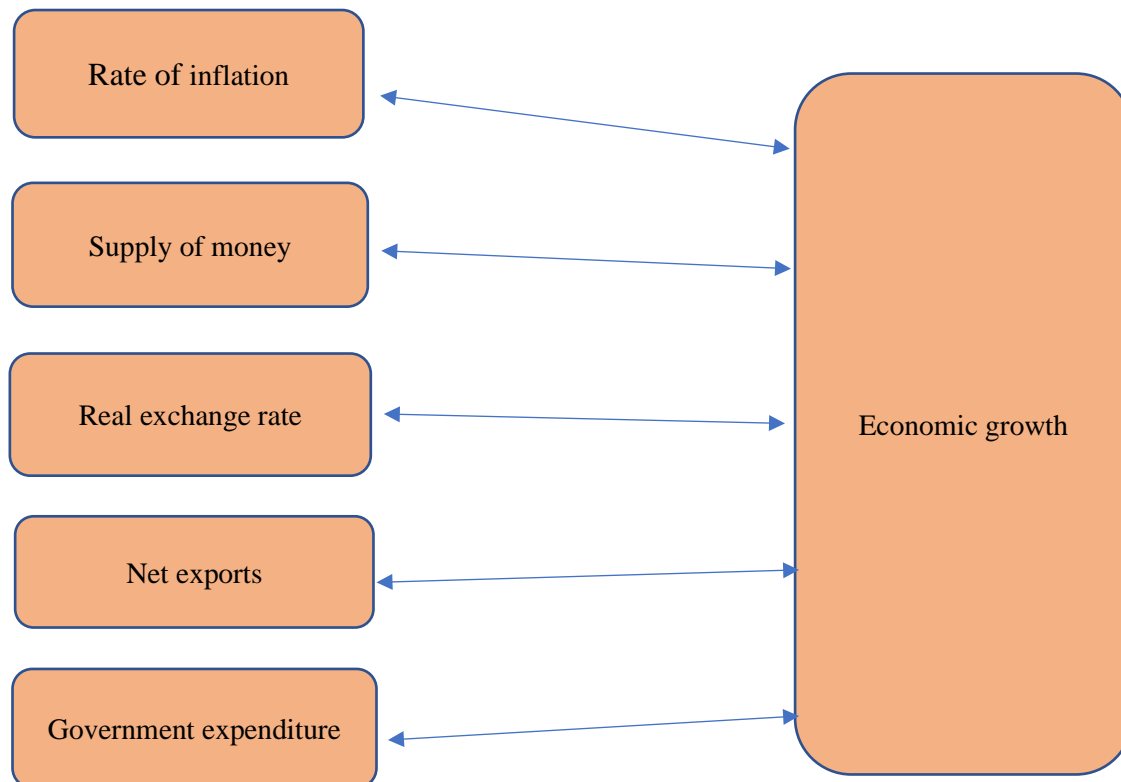 Rate of inflation
Supply of money
Real exchange rate
Economic growth
Net exports
Government expenditure